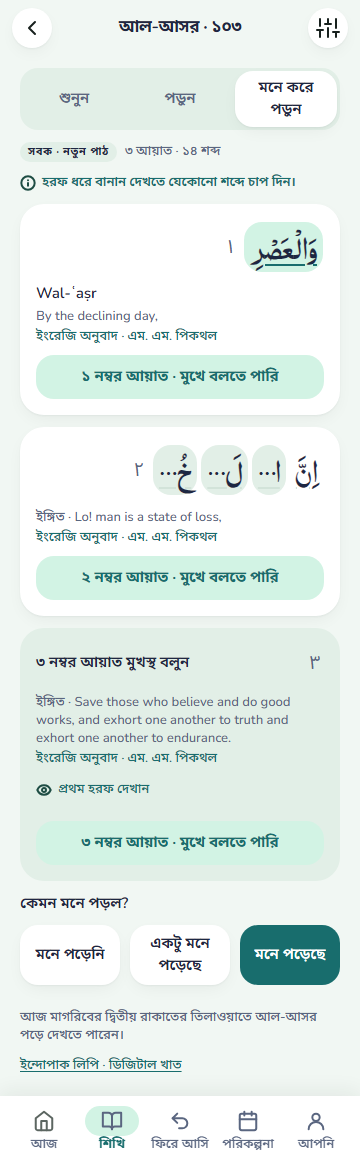 আল-আসর · ১০৩
শুনুন
পড়ুন
মনে করে
পড়ুন
সবক · নতুন পাঠ
৩ আয়াত · ১৪ শব্দ
হরফ ধরে বানান দেখতে যেকোনো শব্দে চাপ দিন।
وَالْعَصْرِ ١
Wal-ʿaṣr
By the declining day,
ইংরেজি অনুবাদ · এম. এম. পিকথল
১ নম্বর আয়াত · মুখে বলতে পারি
اِنَّ ا… لَ… خُ… ٢
ইঙ্গিত · Lo! man is a state of loss,
ইংরেজি অনুবাদ · এম. এম. পিকথল
২ নম্বর আয়াত · মুখে বলতে পারি
৩ নম্বর আয়াত মুখস্থ বলুন
٣
ইঙ্গিত · Save those who believe and do good
works, and exhort one another to truth and
exhort one another to endurance.
ইংরেজি অনুবাদ · এম. এম. পিকথল
প্রথম হরফ দেখান
৩ নম্বর আয়াত · মুখে বলতে পারি
কেমন মনে পড়ল?
মনে পড়েনি
একটু মনে
পড়েছে
মনে পড়েছে
আজ মাগরিবের দ্বিতীয় রাকাতের তিলাওয়াতে আল-আসর
পড়ে দেখতে পারেন।
ইন্দোপাক লিপি · ডিজিটাল খাত
আজ
শিখি
ফিরে আসি
পরিকল্পনা
আপনি